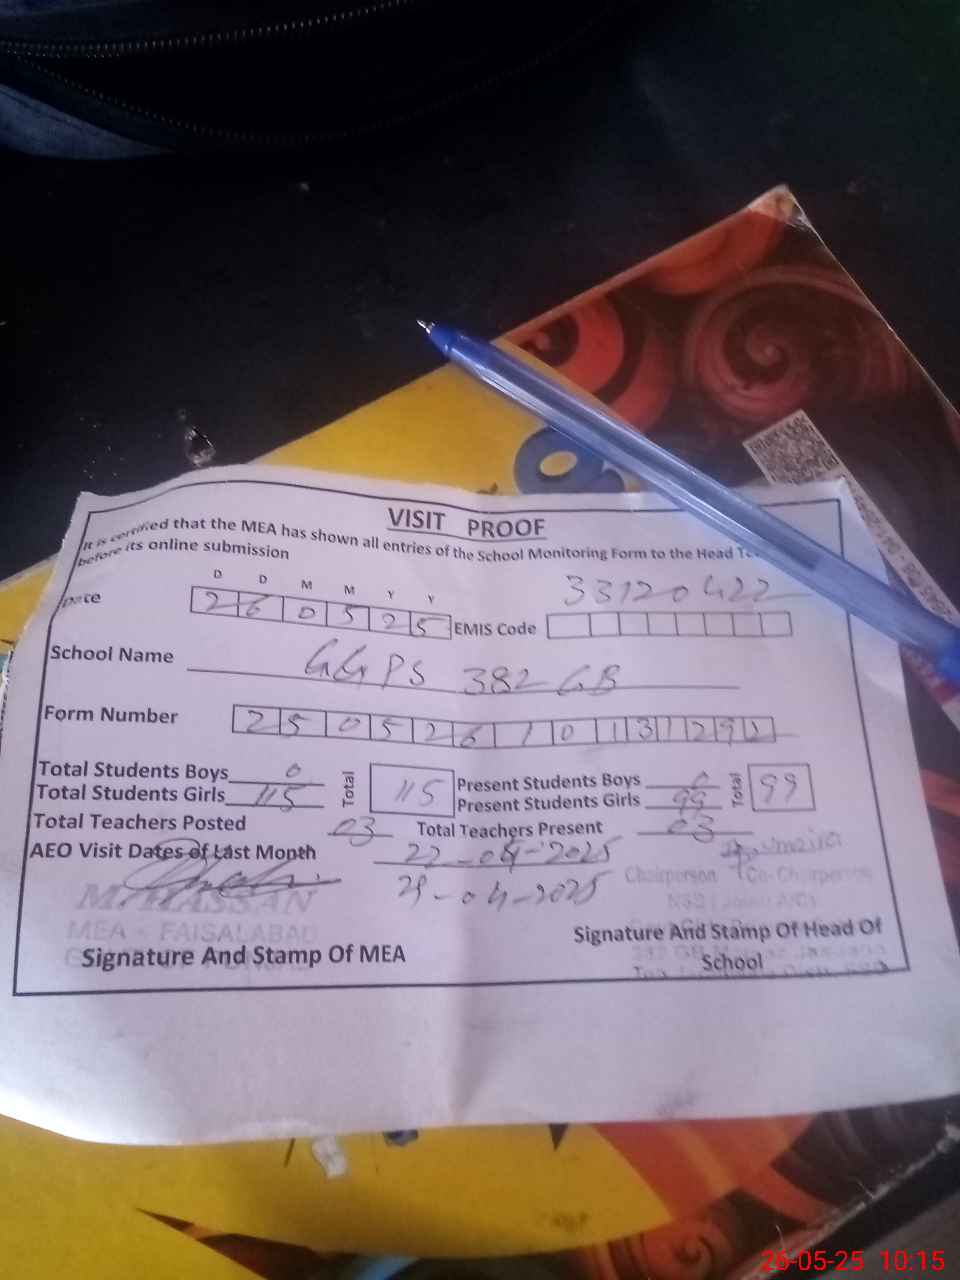 VISIT PROOF
It is certified that the MEA has shown all entries of the School Monitoring Form to the Head
before its online submission
D D M M Y Y
Date 2 6 0 5 2 5 EMIS Code 33120422
School Name GGPS 382 GB
Form Number 2 5 0 5 2 6 1 0 1 3 1 2 9 2
Total Students Boys 0 Total 115 Present Students Boys 0 Total 99
Total Students Girls 115 Present Students Girls 99
Total Teachers Posted 03 Total Teachers Present 03
AEO Visit Dates of Last Month 22-04-2025
29-04-2025
Chairperson Co-Chairperson
M. HASSAN
MEA - FAISALABAD
Signature And Stamp Of MEA
Signature And Stamp Of Head Of
School
26-05-25 10:15